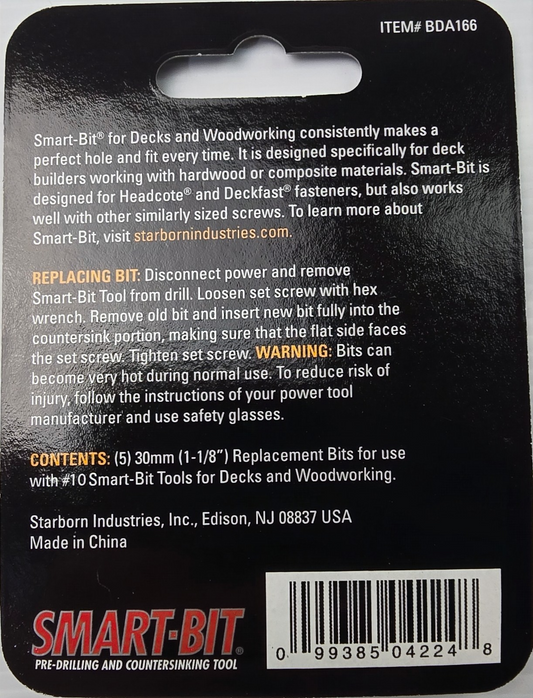 ITEM# BDA166
Smart-Bit® for Decks and Woodworking consistently makes a
perfect hole and fit every time. It is designed specifically for deck
builders working with hardwood or composite materials. Smart-Bit is
designed for Headcote® and Deckfast® fasteners, but also works
well with other similarly sized screws. To learn more about
Smart-Bit, visit starbornindustries.com.
REPLACING BIT: Disconnect power and remove
Smart-Bit Tool from drill. Loosen set screw with hex
wrench. Remove old bit and insert new bit fully into the
countersink portion, making sure that the flat side faces
the set screw. Tighten set screw. WARNING: Bits can
become very hot during normal use. To reduce risk of
injury, follow the instructions of your power tool
manufacturer and use safety glasses.
CONTENTS: (5) 30mm (1-1/8") Replacement Bits for use
with #10 Smart-Bit Tools for Decks and Woodworking.
Starborn Industries, Inc., Edison, NJ 08837 USA
Made in China
SMART-BIT®
PRE-DRILLING AND COUNTERSINKING TOOL
0 99385 04224 8